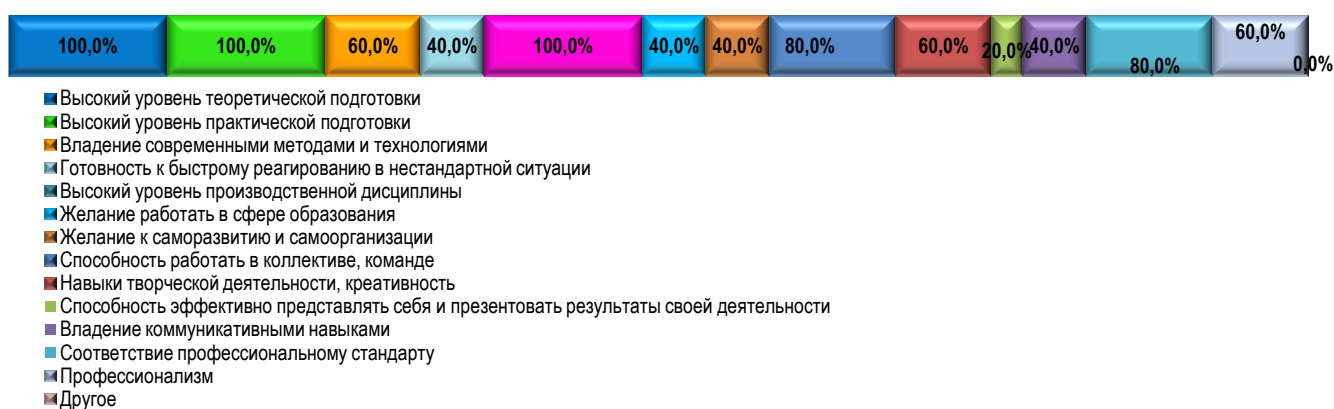 100,0% 100,0% 60,0% 40,0% 100,0% 40,0% 40,0% 80,0% 60,0% 20,0% 40,0% 80,0% 60,0% 0,0%
Высокий уровень теоретической подготовки
Высокий уровень практической подготовки
Владение современными методами и технологиями
Готовность к быстрому реагированию в нестандартной ситуации
Высокий уровень производственной дисциплины
Желание работать в сфере образования
Желание к саморазвитию и самоорганизации
Способность работать в коллективе, команде
Навыки творческой деятельности, креативность
Способность эффективно представлять себя и презентовать результаты своей деятельности
Владение коммуникативными навыками
Соответствие профессиональному стандарту
Профессионализм
Другое